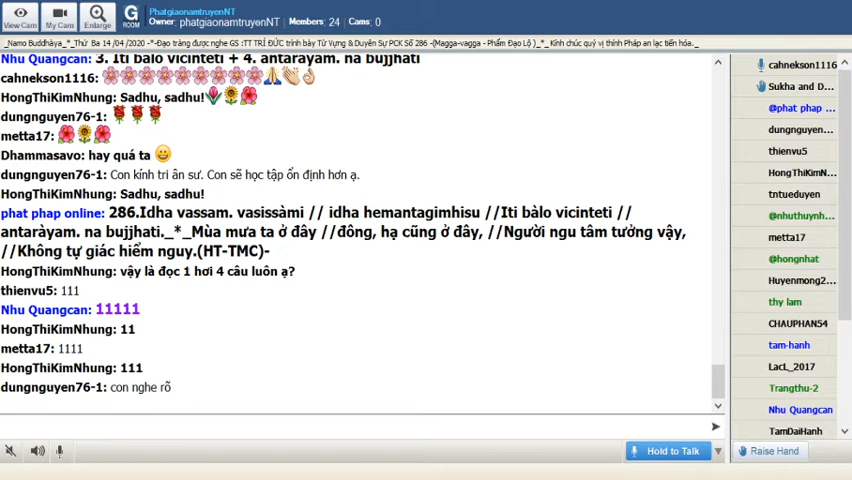 View Cam
My Cam
Enlarge
G
ROOM
PhatgiaonamtruyenNT
Owner: phatgiaonamtruyenNT | Members: 24 | Cams: 0
_Namo Buddhàya_*_Thứ Ba 14 /04 /2020 -*-Đạo tràng được nghe GS :TT TRÍ ĐỨC trình bày Từ Vựng &Duyên Sự PCK Số 286 -(Magga-vagga - Phẩm Đạo Lộ )_*_ Kính chúc quý vị thính Pháp an lạc tiến hóa._
Nhu Quangcan: 3. Iti bàlo vicinteti + 4. antaràyam. na bujjhati
cahnekson1116:
HongThiKimNhung: Sadhu, sadhu!
dungnguyen76-1:
metta17:
Dhammasavo: hay quá ta
dungnguyen76-1: Con kính tri ân sư. Con sẽ học tập ổn định hơn ạ.
HongThiKimNhung: Sadhu, sadhu!
phat phap online: 286.Idha vassam. vasissàmi // idha hemantagimhisu //Iti bàlo vicinteti //
antaràyam. na bujjhati._*_Mùa mưa ta ở đây //đông, hạ cũng ở đây, //Người ngu tâm tưởng vậy,
//Không tự giác hiểm nguy.(HT-TMC)-
HongThiKimNhung: vậy là đọc 1 hơi 4 câu luôn ạ?
thienvu5: 111
Nhu Quangcan: 11111
HongThiKimNhung: 11
metta17: 1111
HongThiKimNhung: 111
dungnguyen76-1: con nghe rõ
Hold to Talk
cahnekson1116
Sukha and D...
@phat phap ...
dungnguyen...
thienvu5
HongThiKimN...
tntueduyen
@nhuthuynh...
metta17
@hongnhat
Huyenmong2...
thy lam
CHAUPHAN54
tam-hanh
LacL_2017
Trangthu-2
Nhu Quangcan
TamDaiHanh
Raise Hand